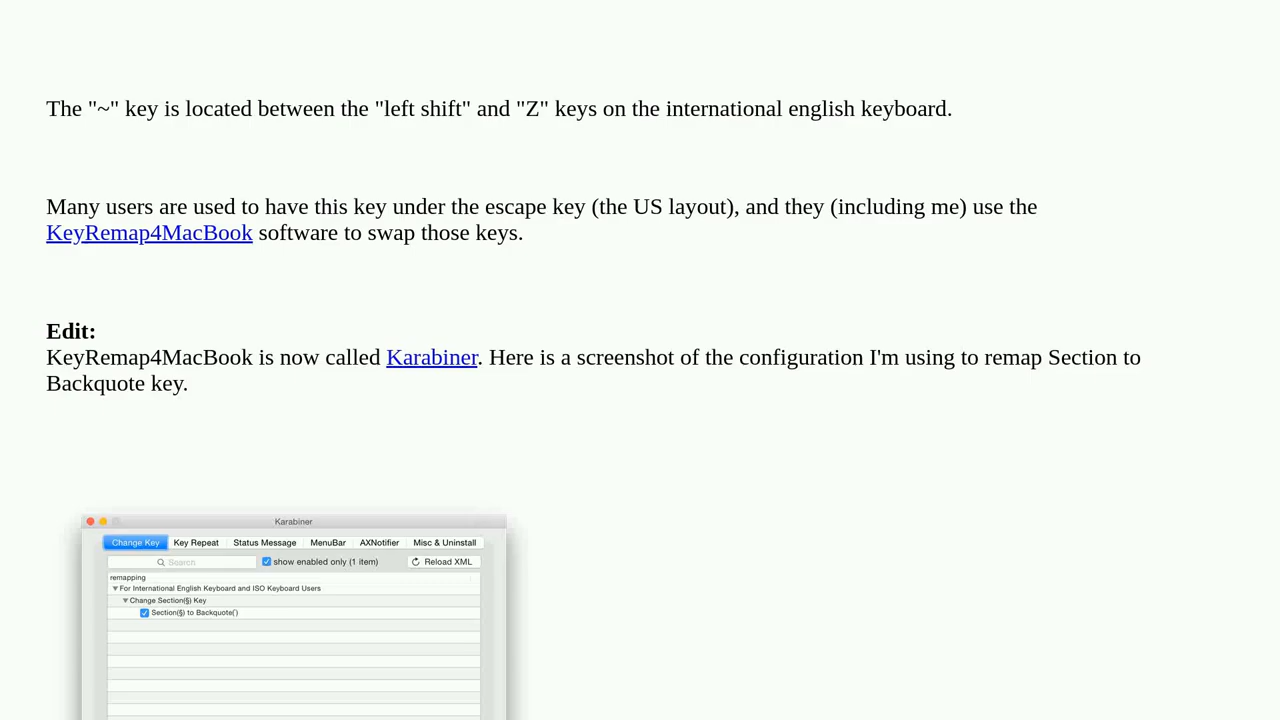 The "~" key is located between the "left shift" and "Z" keys on the international english keyboard.
Many users are used to have this key under the escape key (the US layout), and they (including me) use the
KeyRemap4MacBook software to swap those keys.
Edit:
KeyRemap4MacBook is now called Karabiner. Here is a screenshot of the configuration I'm using to remap Section to
Backquote key.
Karabiner
Change Key Key Repeat Status Message MenuBar AXNotifier Misc & Uninstall
Search show enabled only (1 item) Reload XML
remapping
For International English Keyboard and ISO Keyboard Users
Change Section(§) Key
Section(§) to Backquote(`)